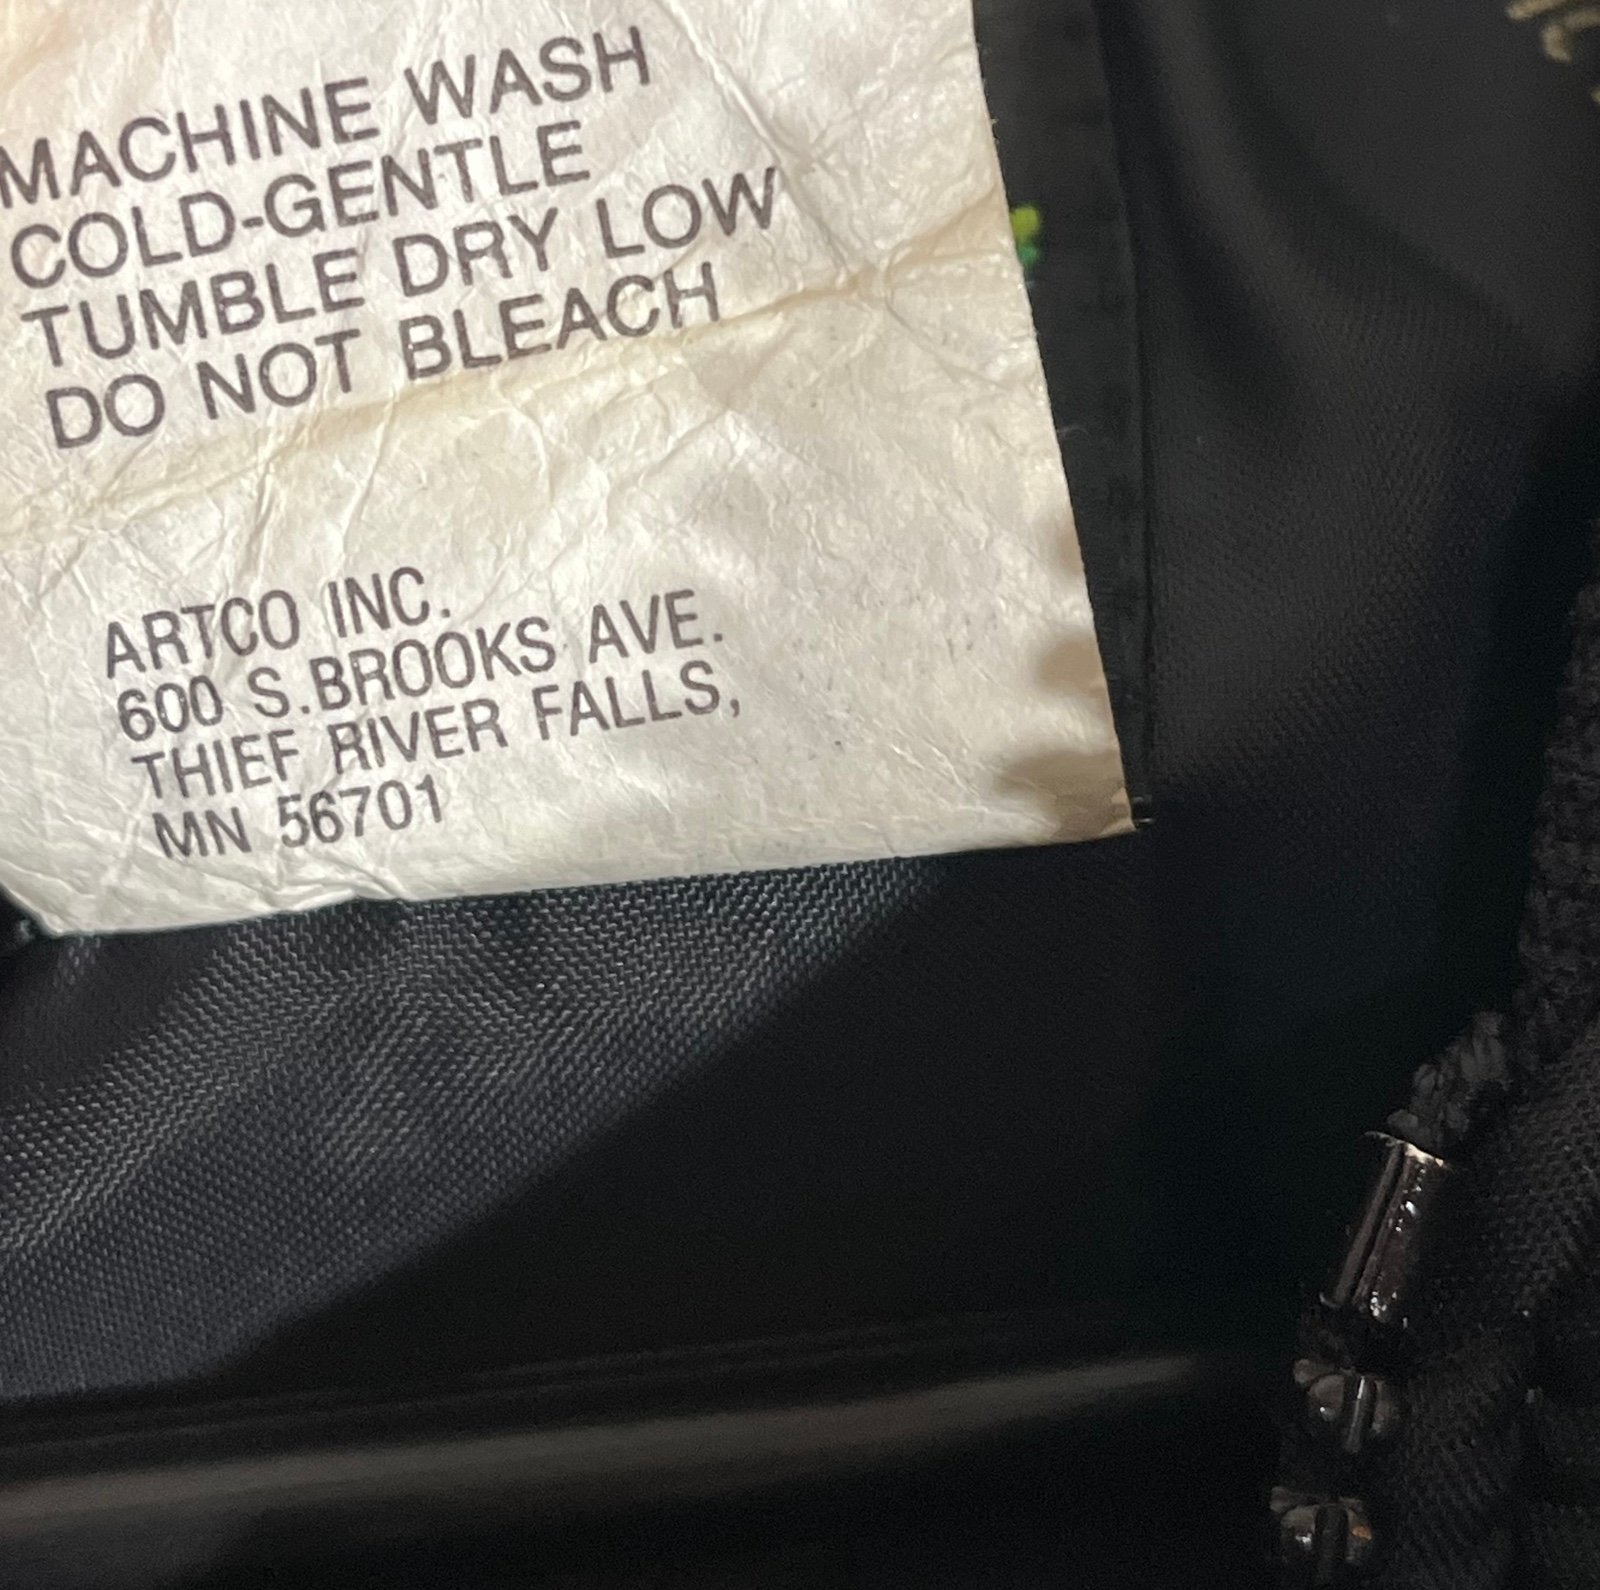 MACHINE WASH
COLD-GENTLE
TUMBLE DRY LOW
DO NOT BLEACH
ARTCO INC.
600 S.BROOKS AVE.
THIEF RIVER FALLS,
MN 56701